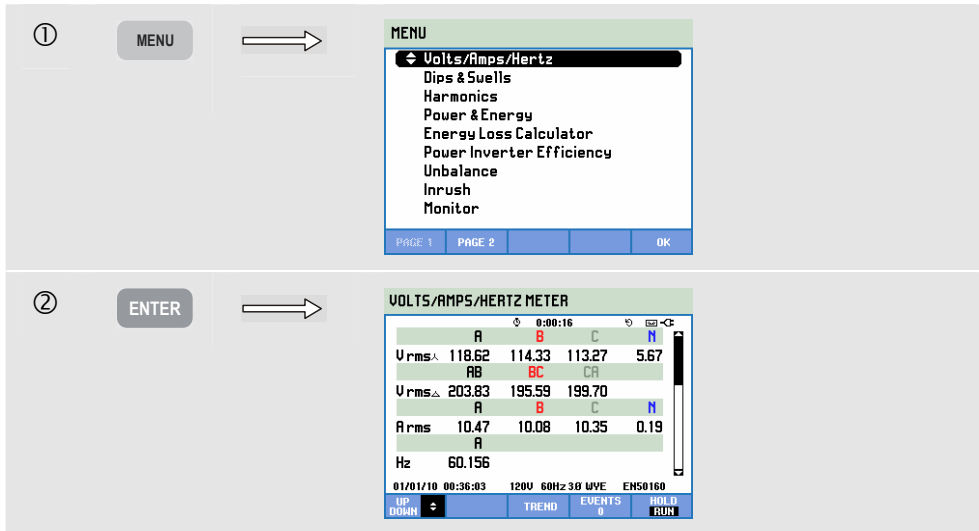 ① MENU
MENU
Volts/Amps/Hertz
Dips & Swells
Harmonics
Power & Energy
Energy Loss Calculator
Power Inverter Efficiency
Unbalance
Inrush
Monitor
PAGE 1 PAGE 2 OK
② ENTER
VOLTS/AMPS/HERTZ METER
0:00:16
A B C N
V rms⅄ 118.62 114.33 113.27 5.67
AB BC CA
V rms△ 203.83 195.59 199.70
A B C N
A rms 10.47 10.08 10.35 0.19
A
Hz 60.156
01/01/10 00:36:03 120V 60Hz 3Ø WYE EN50160
UP DOWN TREND EVENTS 0 HOLD RUN